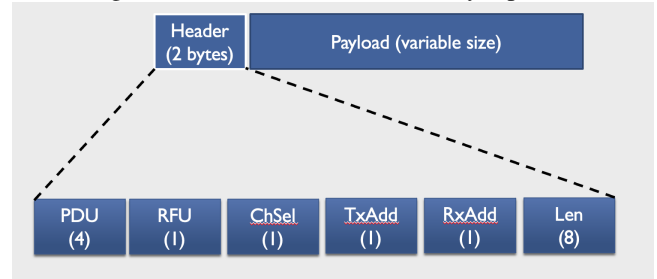 Header
(2 bytes)
Payload (variable size)
PDU
(4)
RFU
(1)
ChSel
(1)
TxAdd
(1)
RxAdd
(1)
Len
(8)